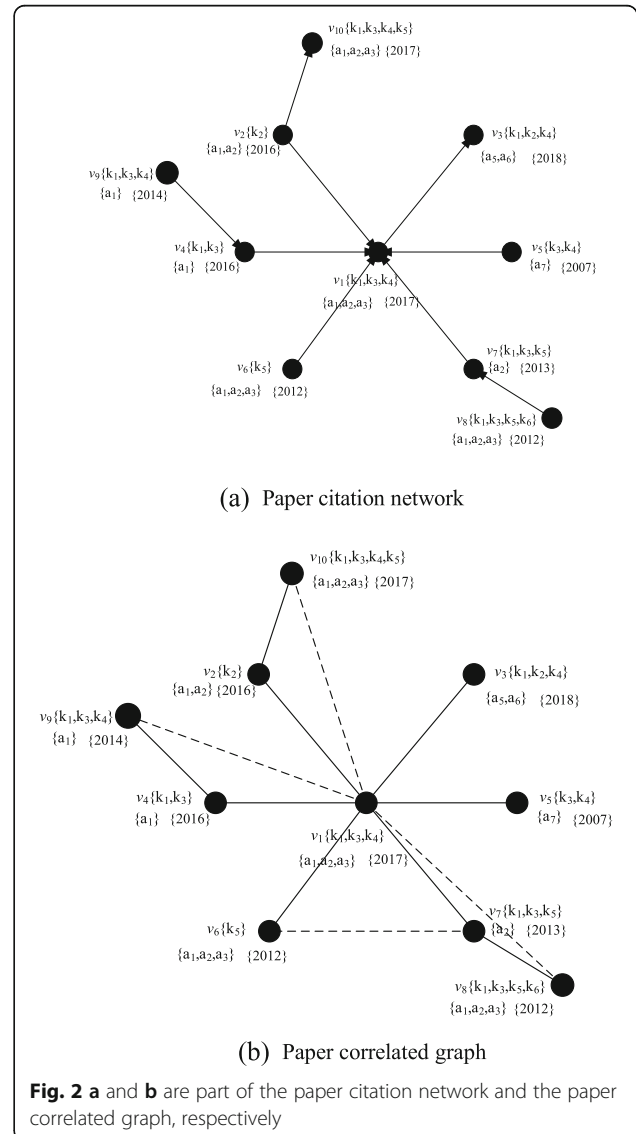 v10{k1,k3,k4,k5}
{a1,a2,a3} {2017}
v2{k2}
{a1,a2} {2016}
v3{k1,k2,k4}
{a5,a6} {2018}
v9{k1,k3,k4}
{a1} {2014}
v4{k1,k3}
{a1} {2016}
v5{k3,k4}
{a7} {2007}
v1{k1,k3,k4}
{a1,a2,a3} {2017}
v7{k1,k3,k5}
{a2} {2013}
v6{k5}
{a1,a2,a3} {2012}
v8{k1,k3,k5,k6}
{a1,a2,a3} {2012}
(a) Paper citation network
v10{k1,k3,k4,k5}
{a1,a2,a3} {2017}
v2{k2}
{a1,a2} {2016}
v3{k1,k2,k4}
{a5,a6} {2018}
v9{k1,k3,k4}
{a1} {2014}
v4{k1,k3}
{a1} {2016}
v5{k3,k4}
{a7} {2007}
v1{k1,k3,k4}
{a1,a2,a3} {2017}
v7{k1,k3,k5}
{a2} {2013}
v6{k5}
{a1,a2,a3} {2012}
v8{k1,k3,k5,k6}
{a1,a2,a3} {2012}
(b) Paper correlated graph
Fig. 2 a and b are part of the paper citation network and the paper
correlated graph, respectively